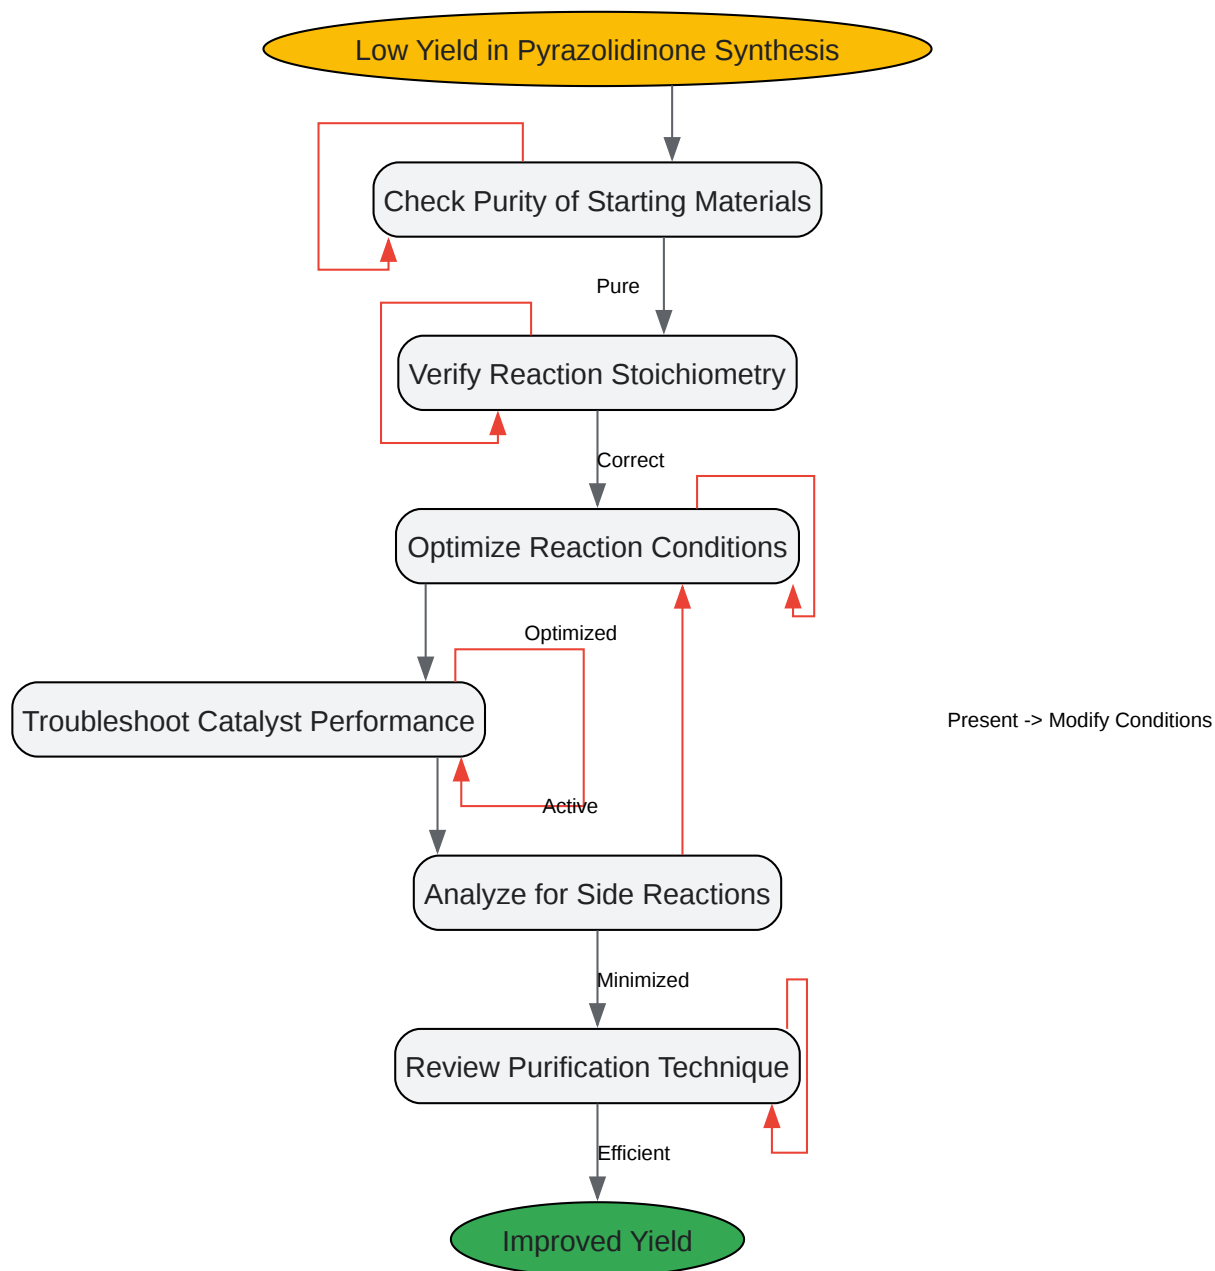 Low Yield in Pyrazolidinone Synthesis
Check Purity of Starting Materials
Pure
Verify Reaction Stoichiometry
Correct
Optimize Reaction Conditions
Optimized
Troubleshoot Catalyst Performance
Present -> Modify Conditions
Active
Analyze for Side Reactions
Minimized
Review Purification Technique
Efficient
Improved Yield